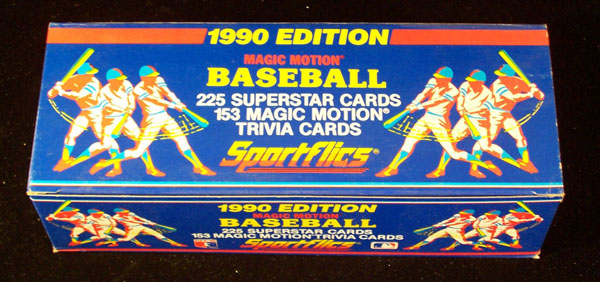 1990 EDITION
MAGIC MOTION®
BASEBALL
225 SUPERSTAR CARDS
153 MAGIC MOTION®
TRIVIA CARDS
Sportflics®
1990 EDITION
MAGIC MOTION®
BASEBALL
225 SUPERSTAR CARDS
153 MAGIC MOTION® TRIVIA CARDS
Sportflics®